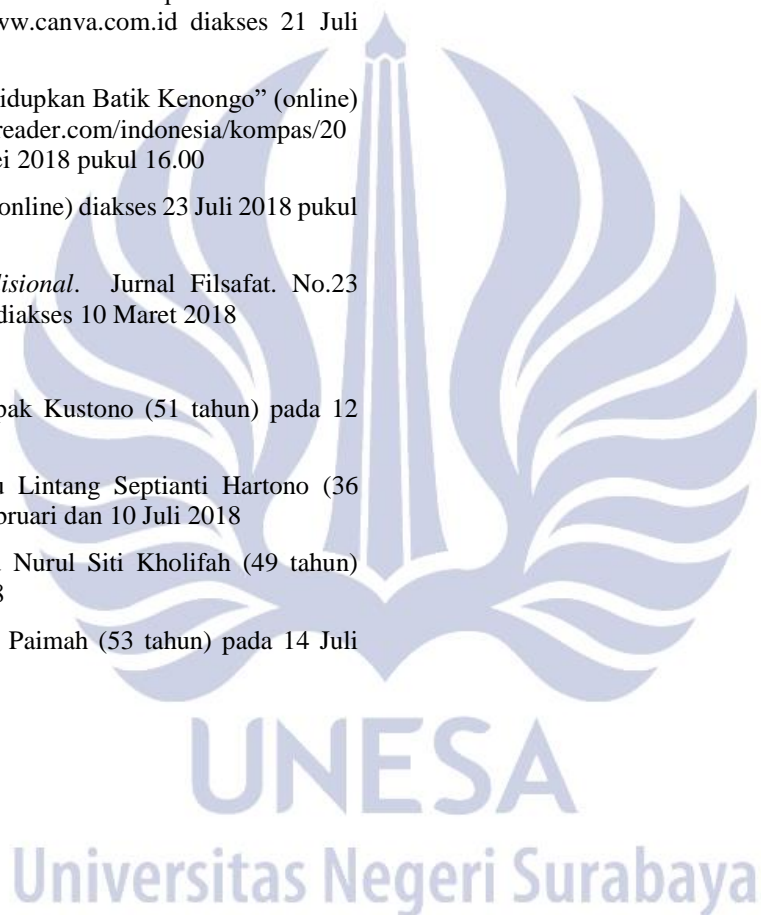 ww.canva.com.id diakses 21 Juli
idupkan Batik Kenongo” (online)
reader.com/indonesia/kompas/20
ei 2018 pukul 16.00
online) diakses 23 Juli 2018 pukul
disional. Jurnal Filsafat. No.23
diakses 10 Maret 2018
pak Kustono (51 tahun) pada 12
u Lintang Septianti Hartono (36
bruari dan 10 Juli 2018
Nurul Siti Kholifah (49 tahun)
8
Paimah (53 tahun) pada 14 Juli
UNESA
Universitas Negeri Surabaya